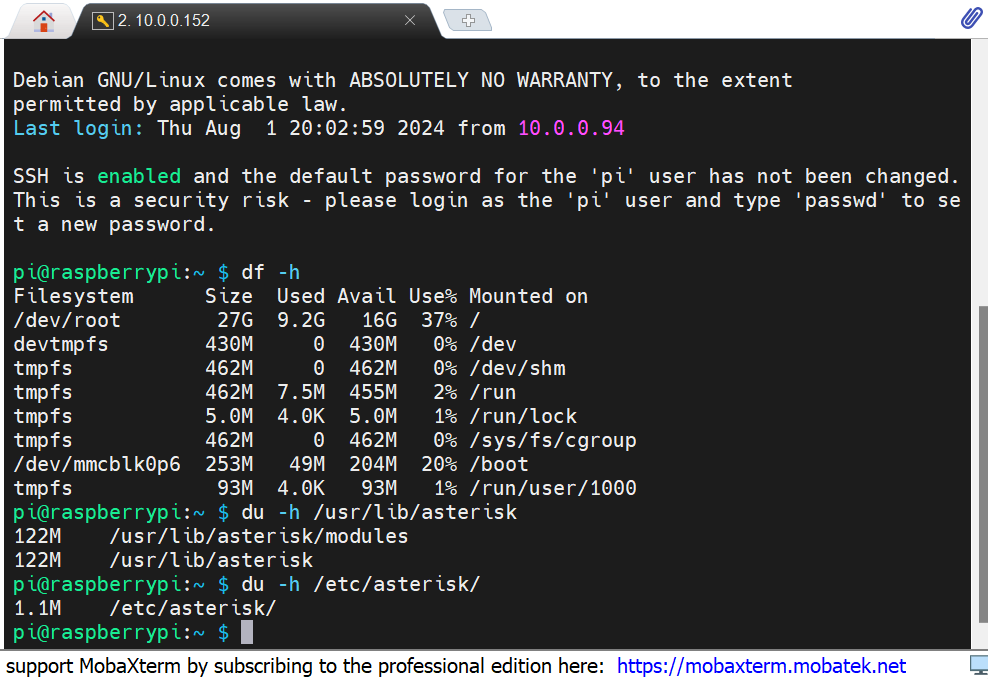 2. 10.0.0.152
Debian GNU/Linux comes with ABSOLUTELY NO WARRANTY, to the extent
permitted by applicable law.
Last login: Thu Aug  1 20:02:59 2024 from 10.0.0.94
SSH is enabled and the default password for the 'pi' user has not been changed.
This is a security risk - please login as the 'pi' user and type 'passwd' to se
t a new password.
pi@raspberrypi:~ $ df -h
Filesystem      Size  Used Avail Use% Mounted on
/dev/root        27G  9.2G   16G  37% /
devtmpfs        430M     0  430M   0% /dev
tmpfs           462M     0  462M   0% /dev/shm
tmpfs           462M  7.5M  455M   2% /run
tmpfs           5.0M  4.0K  5.0M   1% /run/lock
tmpfs           462M     0  462M   0% /sys/fs/cgroup
/dev/mmcblk0p6  253M   49M  204M  20% /boot
tmpfs            93M  4.0K   93M   1% /run/user/1000
pi@raspberrypi:~ $ du -h /usr/lib/asterisk
122M    /usr/lib/asterisk/modules
122M    /usr/lib/asterisk
pi@raspberrypi:~ $ du -h /etc/asterisk/
1.1M    /etc/asterisk/
pi@raspberrypi:~ $
support MobaXterm by subscribing to the professional edition here:  https://mobaxterm.mobatek.net